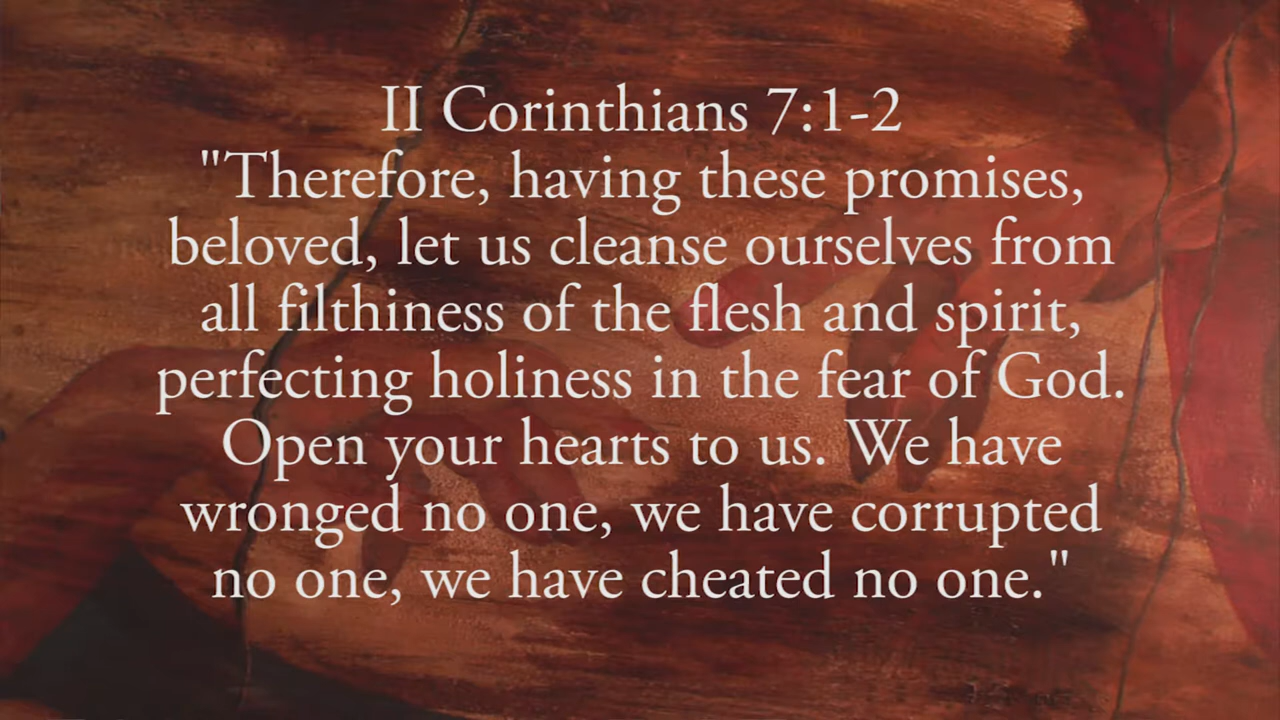 II Corinthians 7:1-2
"Therefore, having these promises,
beloved, let us cleanse ourselves from
all filthiness of the flesh and spirit,
perfecting holiness in the fear of God.
Open your hearts to us. We have
wronged no one, we have corrupted
no one, we have cheated no one."